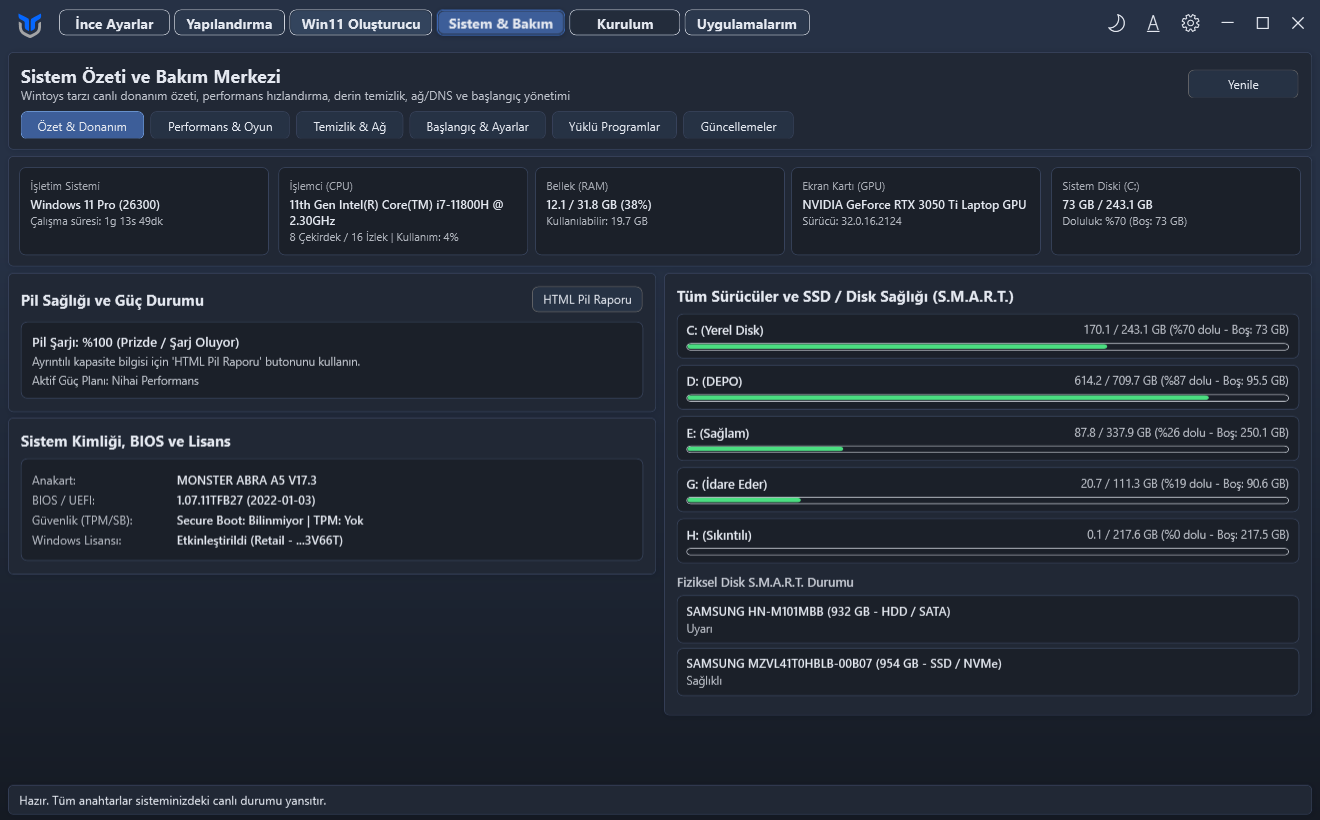 İnce Ayarlar
Yapılandırma
Win11 Oluşturucu
Sistem & Bakım
Kurulum
Uygulamalarım
Sistem Özeti ve Bakım Merkezi
Wintoys tarzı canlı donanım özeti, performans hızlandırma, derin temizlik, ağ/DNS ve başlangıç yönetimi
Yenile
Özet & Donanım
Performans & Oyun
Temizlik & Ağ
Başlangıç & Ayarlar
Yüklü Programlar
Güncellemeler
İşletim Sistemi
Windows 11 Pro (26300)
Çalışma süresi: 1g 13s 49dk
İşlemci (CPU)
11th Gen Intel(R) Core(TM) i7-11800H @
2.30GHz
8 Çekirdek / 16 İzlek | Kullanım: 4%
Bellek (RAM)
12.1 / 31.8 GB (38%)
Kullanılabilir: 19.7 GB
Ekran Kartı (GPU)
NVIDIA GeForce RTX 3050 Ti Laptop GPU
Sürücü: 32.0.16.2124
Sistem Diski (C:)
73 GB / 243.1 GB
Doluluk: %70 (Boş: 73 GB)
Pil Sağlığı ve Güç Durumu
HTML Pil Raporu
Pil Şarjı: %100 (Prizde / Şarj Oluyor)
Ayrıntılı kapasite bilgisi için 'HTML Pil Raporu' butonunu kullanın.
Aktif Güç Planı: Nihai Performans
Sistem Kimliği, BIOS ve Lisans
Anakart: MONSTER ABRA A5 V17.3
BIOS / UEFI: 1.07.11TFB27 (2022-01-03)
Güvenlik (TPM/SB): Secure Boot: Bilinmiyor | TPM: Yok
Windows Lisansı: Etkinleştirildi (Retail - ...3V66T)
Tüm Sürücüler ve SSD / Disk Sağlığı (S.M.A.R.T.)
C: (Yerel Disk) 170.1 / 243.1 GB (%70 dolu - Boş: 73 GB)
D: (DEPO) 614.2 / 709.7 GB (%87 dolu - Boş: 95.5 GB)
E: (Sağlam) 87.8 / 337.9 GB (%26 dolu - Boş: 250.1 GB)
G: (İdare Eder) 20.7 / 111.3 GB (%19 dolu - Boş: 90.6 GB)
H: (Sıkıntılı) 0.1 / 217.6 GB (%0 dolu - Boş: 217.5 GB)
Fiziksel Disk S.M.A.R.T. Durumu
SAMSUNG HN-M101MBB (932 GB - HDD / SATA)
Uyarı
SAMSUNG MZVL41T0HBLB-00B07 (954 GB - SSD / NVMe)
Sağlıklı
Hazır. Tüm anahtarlar sisteminizdeki canlı durumu yansıtır.